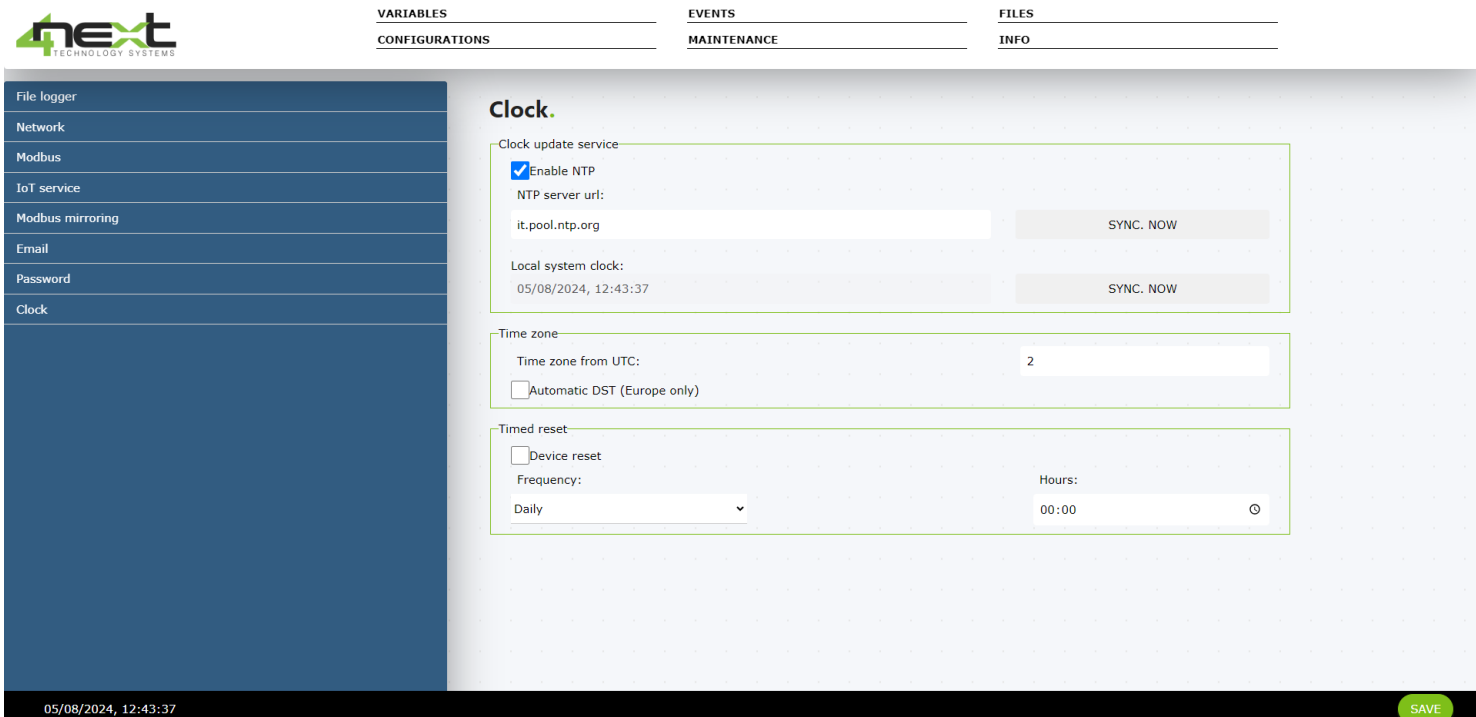 4next
TECHNOLOGY SYSTEMS
VARIABLES
EVENTS
FILES
CONFIGURATIONS
MAINTENANCE
INFO
File logger
Network
Modbus
IoT service
Modbus mirroring
Email
Password
Clock
Clock.
Clock update service
Enable NTP
NTP server url:
it.pool.ntp.org
SYNC. NOW
Local system clock:
05/08/2024, 12:43:37
SYNC. NOW
Time zone
Time zone from UTC:
2
Automatic DST (Europe only)
Timed reset
Device reset
Frequency:
Hours:
Daily
00:00
05/08/2024, 12:43:37
SAVE